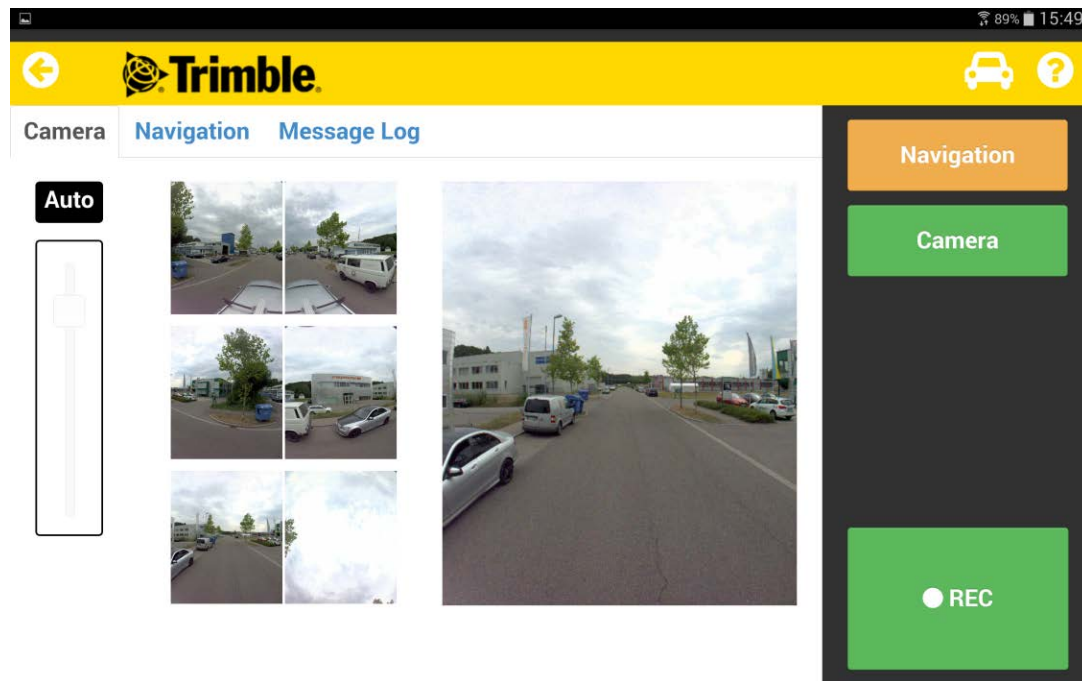 89% 15:49
Trimble.
?
Camera Navigation Message Log
Navigation
Auto
Camera
REC